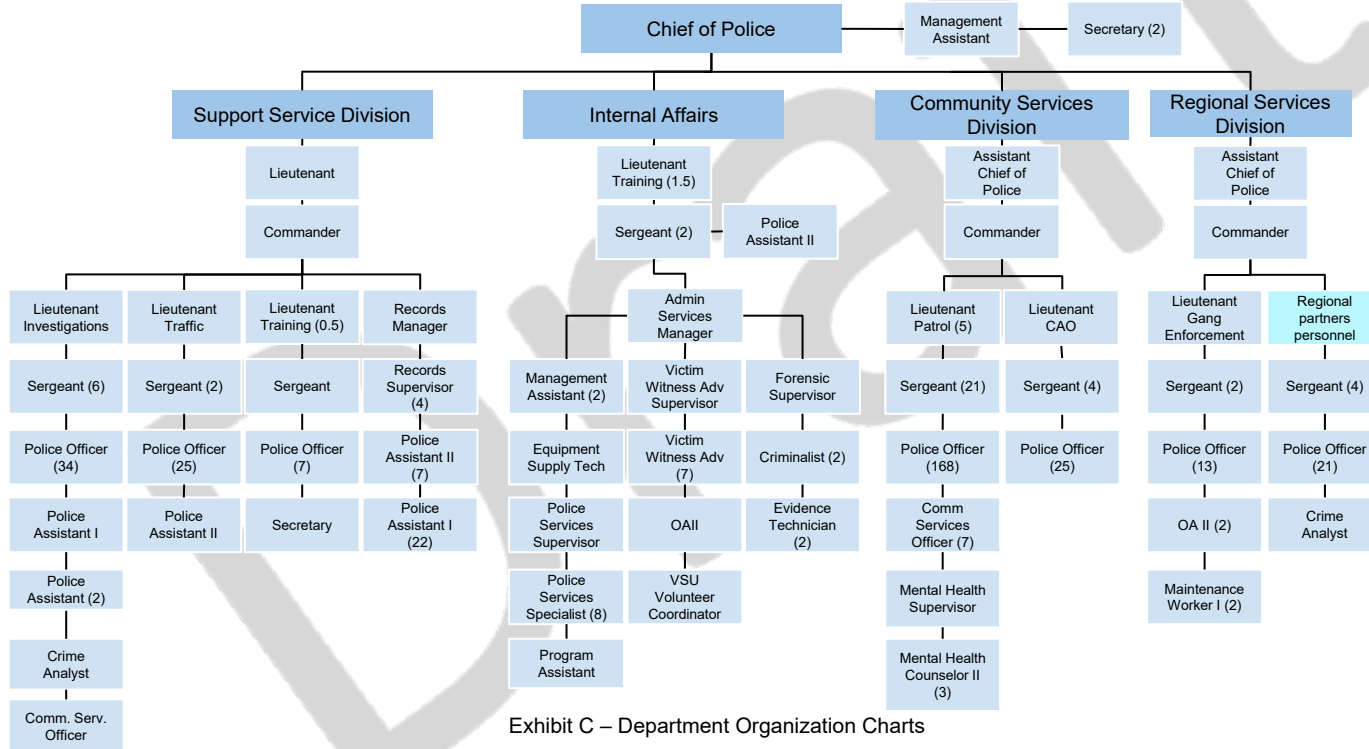 Chief of Police
Management
Assistant
Secretary (2)
Support Service Division
Internal Affairs
Community Services
Division
Regional Services
Division
Lieutenant
Commander
Lieutenant
Investigations
Sergeant (6)
Police Officer
(34)
Police
Assistant I
Police
Assistant (2)
Crime
Analyst
Comm. Serv.
Officer
Lieutenant
Traffic
Sergeant (2)
Police Officer
(25)
Police
Assistant II
Lieutenant
Training (0.5)
Sergeant
Police Officer
(7)
Secretary
Records
Manager
Records
Supervisor
(4)
Police
Assistant II
(7)
Police
Assistant I
(22)
Lieutenant
Training (1.5)
Sergeant (2)
Police
Assistant II
Admin
Services
Manager
Management
Assistant (2)
Equipment
Supply Tech
Police
Services
Supervisor
Police
Services
Specialist (8)
Program
Assistant
Victim
Witness Adv
Supervisor
Victim
Witness Adv
(7)
OAII
VSU
Volunteer
Coordinator
Forensic
Supervisor
Criminalist (2)
Evidence
Technician
(2)
Assistant
Chief of
Police
Commander
Lieutenant
Patrol (5)
Sergeant (21)
Police Officer
(168)
Comm
Services
Officer (7)
Mental Health
Supervisor
Mental Health
Counselor II
(3)
Lieutenant
CAO
Sergeant (4)
Police Officer
(25)
Assistant
Chief of
Police
Commander
Lieutenant
Gang
Enforcement
Sergeant (2)
Police Officer
(13)
OA II (2)
Maintenance
Worker I (2)
Regional
partners
personnel
Sergeant (4)
Police Officer
(21)
Crime
Analyst
Exhibit C – Department Organization Charts
Draft